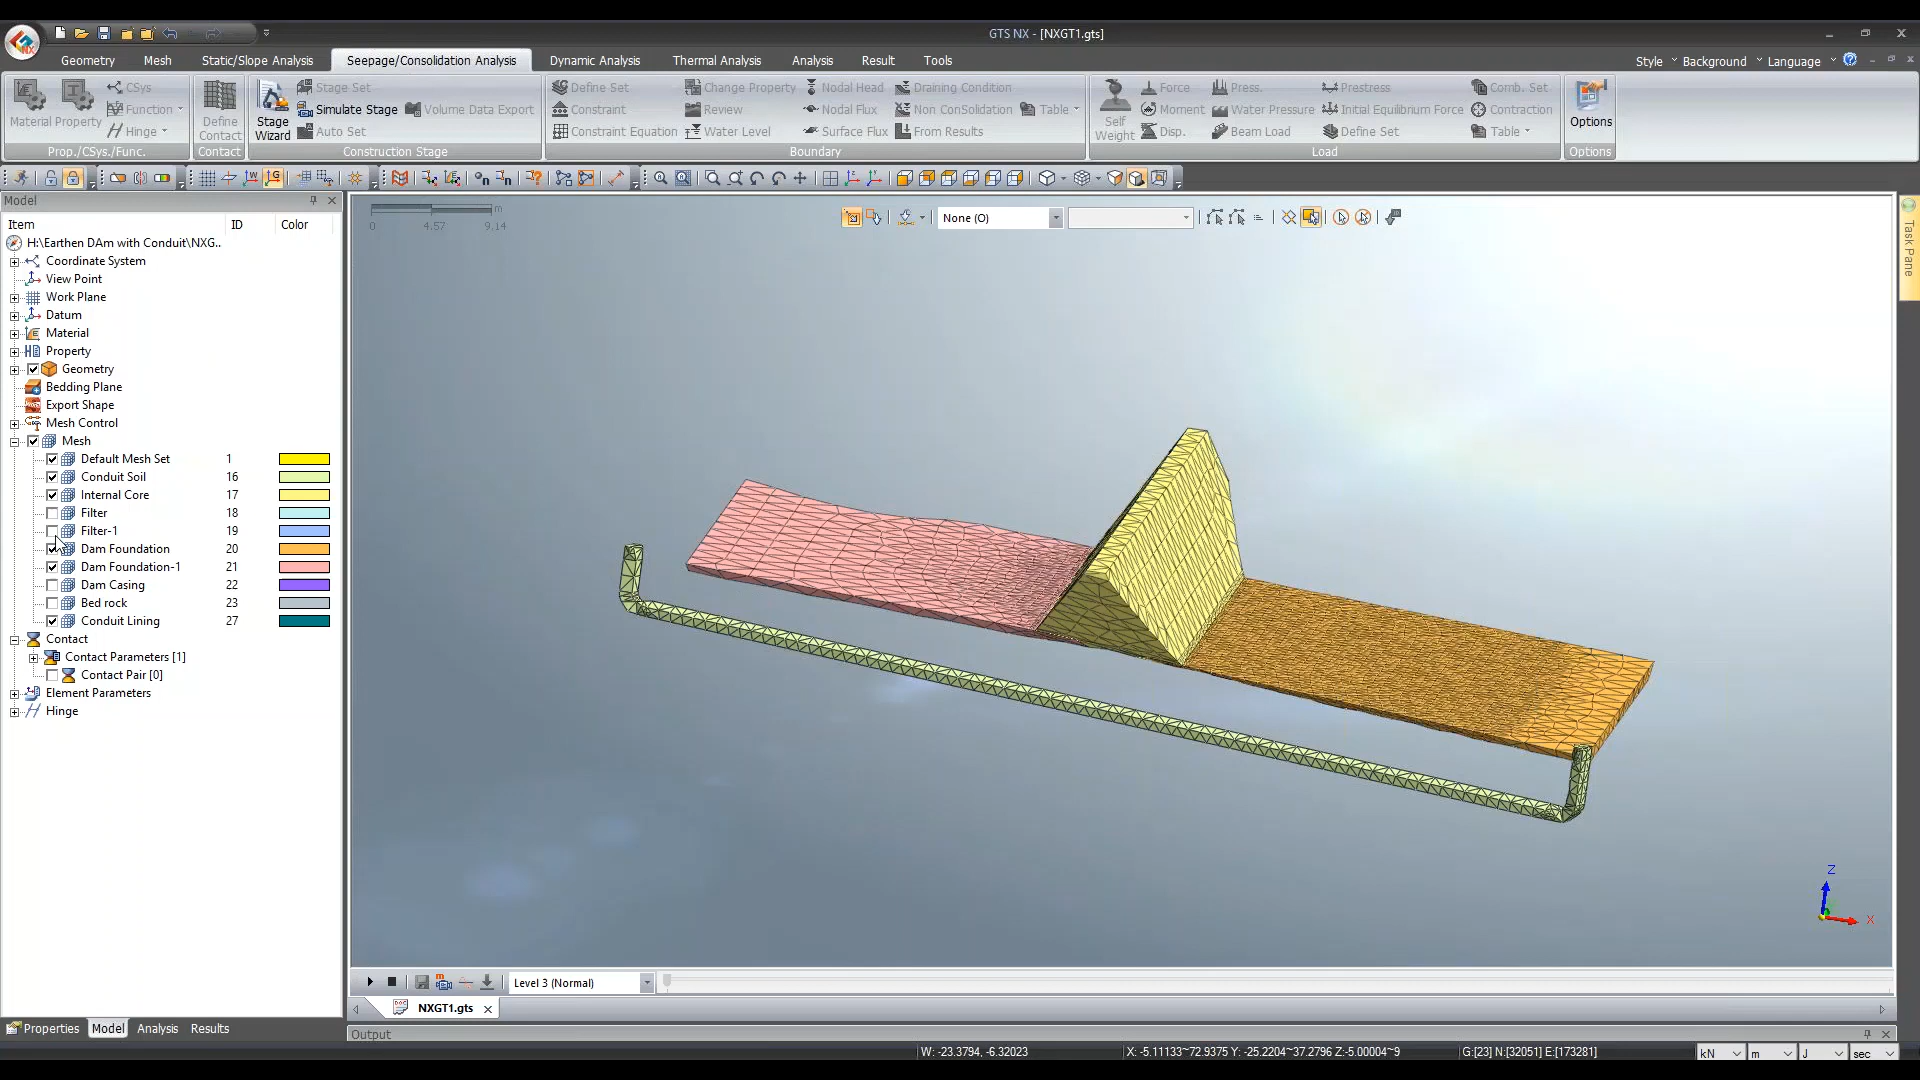 GTS NX - [NXGT1.gts]
Geometry Mesh Static/Slope Analysis Seepage/Consolidation Analysis Dynamic Analysis Thermal Analysis Analysis Result Tools Style Background Language
CSys Stage Set Define Set Change Property Nodal Head Draining Condition Force Press. Prestress Comb. Set
Material Property Function Simulate Stage Volume Data Export Constraint Review Nodal Flux Non ConSolidation Table Moment Water Pressure Initial Equilibrium Force Contraction
Hinge Define Contact Stage Wizard Auto Set Constraint Equation Water Level Surface Flux From Results Self Weight Disp. Beam Load Define Set Table Options
Prop./CSys./Func. Contact Construction Stage Boundary Load Options
Model
Item ID Color
H:\Earthen DAm with Conduit\NXG..
Coordinate System
View Point
Work Plane
Datum
Material
Property
Geometry
Bedding Plane
Export Shape
Mesh Control
Mesh
Default Mesh Set 1
Conduit Soil 16
Internal Core 17
Filter 18
Filter-1 19
Dam Foundation 20
Dam Foundation-1 21
Dam Casing 22
Bed rock 23
Conduit Lining 27
Contact
Contact Parameters [1]
Contact Pair [0]
Element Parameters
Hinge
Properties Model Analysis Results
m
0 4.57 9.14
None (O)
Task Pane
Z
X
Level 3 (Normal)
NXGT1.gts
Output
W: -23.3794, -6.32023 X: -5.11133~72.9375 Y: -25.2204~37.2796 Z:-5.00004~9 G:[23] N:[32051] E:[173281] kN m J sec